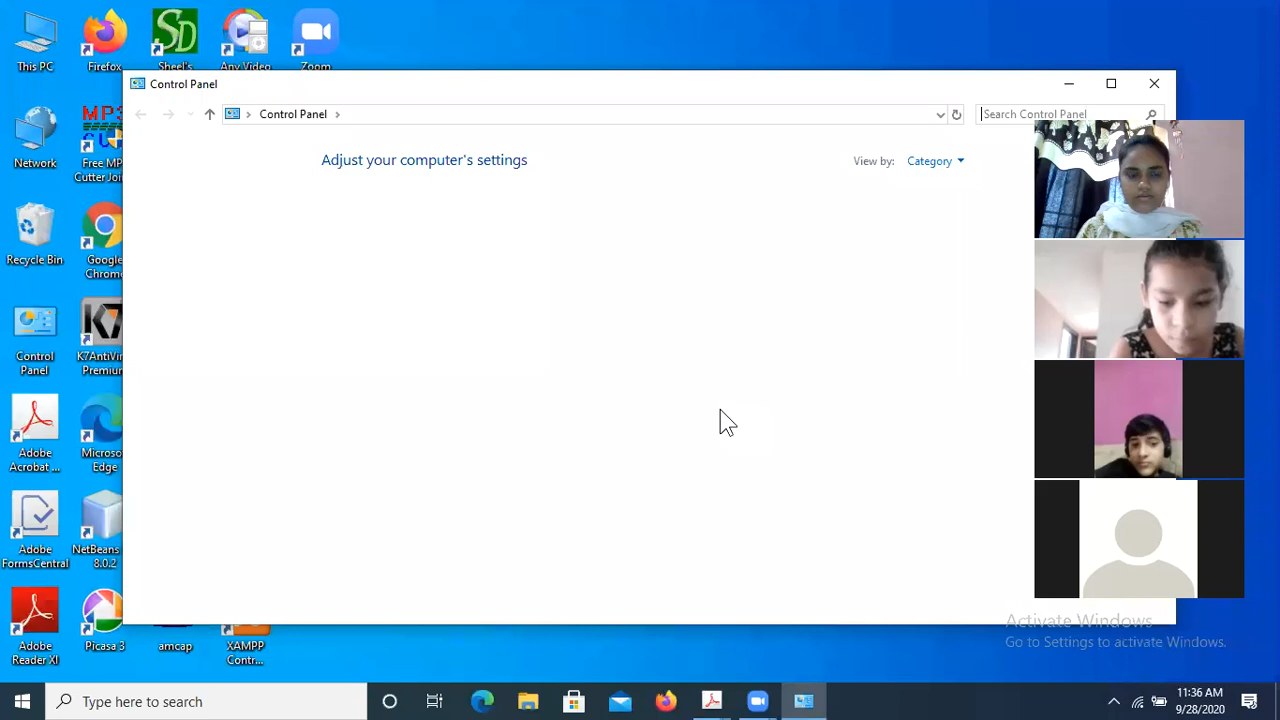 This PC
Firefox
Sheel's
Any Video
Zoom
Control Panel
Control Panel
Search Control Panel
Adjust your computer's settings
View by:
Category
Network
Free MP
Cutter Join
Recycle Bin
Google
Chrome
Control
Panel
K7AntiVir
Premium
Adobe
Acrobat ...
Microso
Edge
Adobe
FormsCentral
NetBeans
8.0.2
Adobe
Reader XI
Picasa 3
amcap
XAMPP
Contr...
Activate Windows
Go to Settings to activate Windows.
Type here to search
11:36 AM
9/28/2020